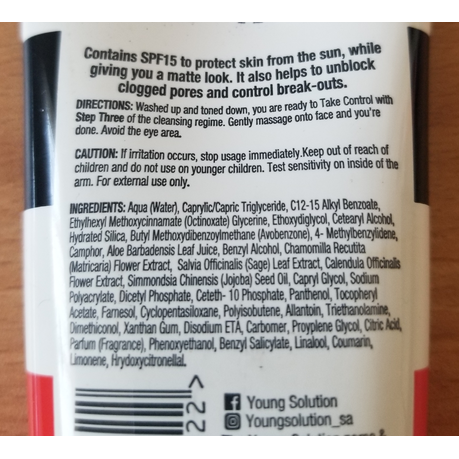 Contains SPF15 to protect skin from the sun, while
giving you a matte look. It also helps to unblock
clogged pores and control break-outs.
DIRECTIONS: Washed up and toned down, you are ready to Take Control with
Step Three of the cleansing regime. Gently massage onto face and you're
done. Avoid the eye area.
CAUTION: If irritation occurs, stop usage immediately.Keep out of reach of
children and do not use on younger children. Test sensitivity on inside of the
arm. For external use only.
INGREDIENTS: Aqua (Water), Caprylic/Capric Triglyceride, C12-15 Alkyl Benzoate,
Ethylhexyl Methoxycinnamate (Octinoxate) Glycerine, Ethoxydiglycol, Cetearyl Alcohol,
Hydrated Silica, Butyl Methoxydibenzoylmethane (Avobenzone), 4- Methylbenzylidene,
Camphor, Aloe Barbadensis Leaf Juice, Benzyl Alcohol, Chamomilla Recutita
(Matricaria) Flower Extract, Salvia Officinalis (Sage) Leaf Extract, Calendula Officinalis
Flower Extract, Simmondsia Chinensis (Jojoba) Seed Oil, Capryl Glycol, Sodium
Polyacrylate, Dicetyl Phosphate, Ceteth- 10 Phosphate, Panthenol, Tocopheryl
Acetate, Farnesol, Cyclopentasiloxane, Polyisobutene, Allantoin, Triethanolamine,
Dimethiconol, Xanthan Gum, Disodium ETA, Carbomer, Proyplene Glycol, Citric Acid,
Parfum (Fragrance), Phenoxyethanol, Benzyl Salicylate, Linalool, Coumarin,
Limonene, Hrydoxycitronellal.
22 >
Young Solution
Youngsolution_sa